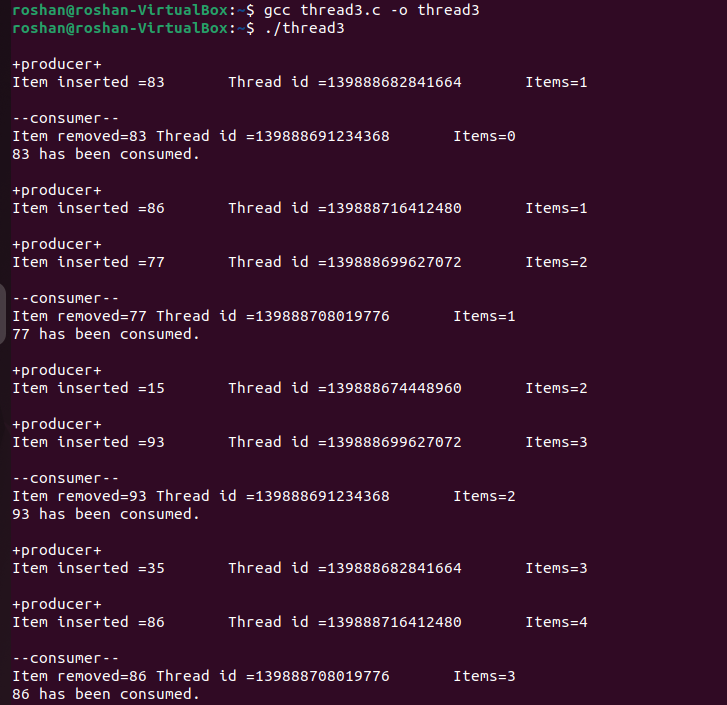 roshan@roshan-VirtualBox:~$ gcc thread3.c -o thread3
roshan@roshan-VirtualBox:~$ ./thread3
+producer+
Item inserted =83 Thread id =139888682841664 Items=1
--consumer--
Item removed=83 Thread id =139888691234368 Items=0
83 has been consumed.
+producer+
Item inserted =86 Thread id =139888716412480 Items=1
+producer+
Item inserted =77 Thread id =139888699627072 Items=2
--consumer--
Item removed=77 Thread id =139888708019776 Items=1
77 has been consumed.
+producer+
Item inserted =15 Thread id =139888674448960 Items=2
+producer+
Item inserted =93 Thread id =139888699627072 Items=3
--consumer--
Item removed=93 Thread id =139888691234368 Items=2
93 has been consumed.
+producer+
Item inserted =35 Thread id =139888682841664 Items=3
+producer+
Item inserted =86 Thread id =139888716412480 Items=4
--consumer--
Item removed=86 Thread id =139888708019776 Items=3
86 has been consumed.